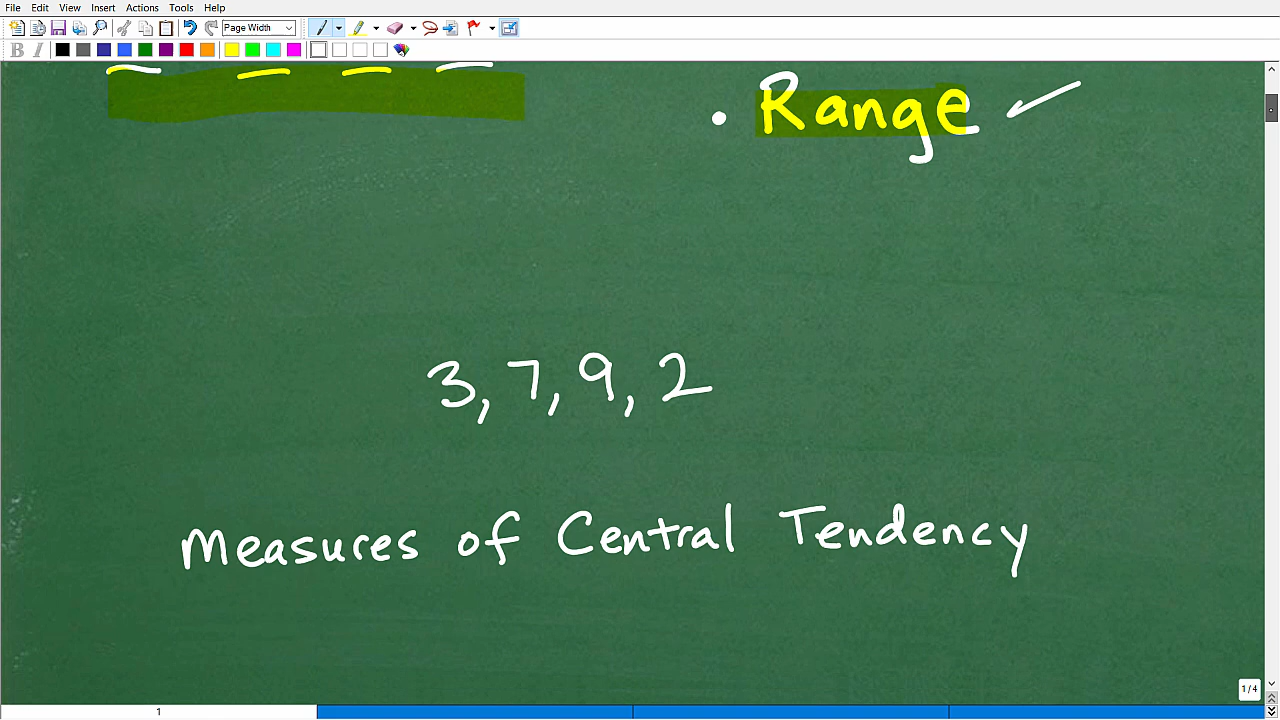 File Edit View Insert Actions Tools Help
Page Width
B I
• Range ✓
3, 7, 9, 2
Measures of Central Tendency
1/4
1